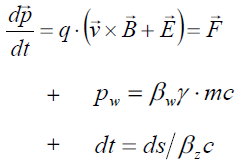 dp⃗/dt = q · (v⃗ × B⃗ + E⃗) = F⃗
+ p_w = β_w γ · mc
+ dt = ds/β_z c